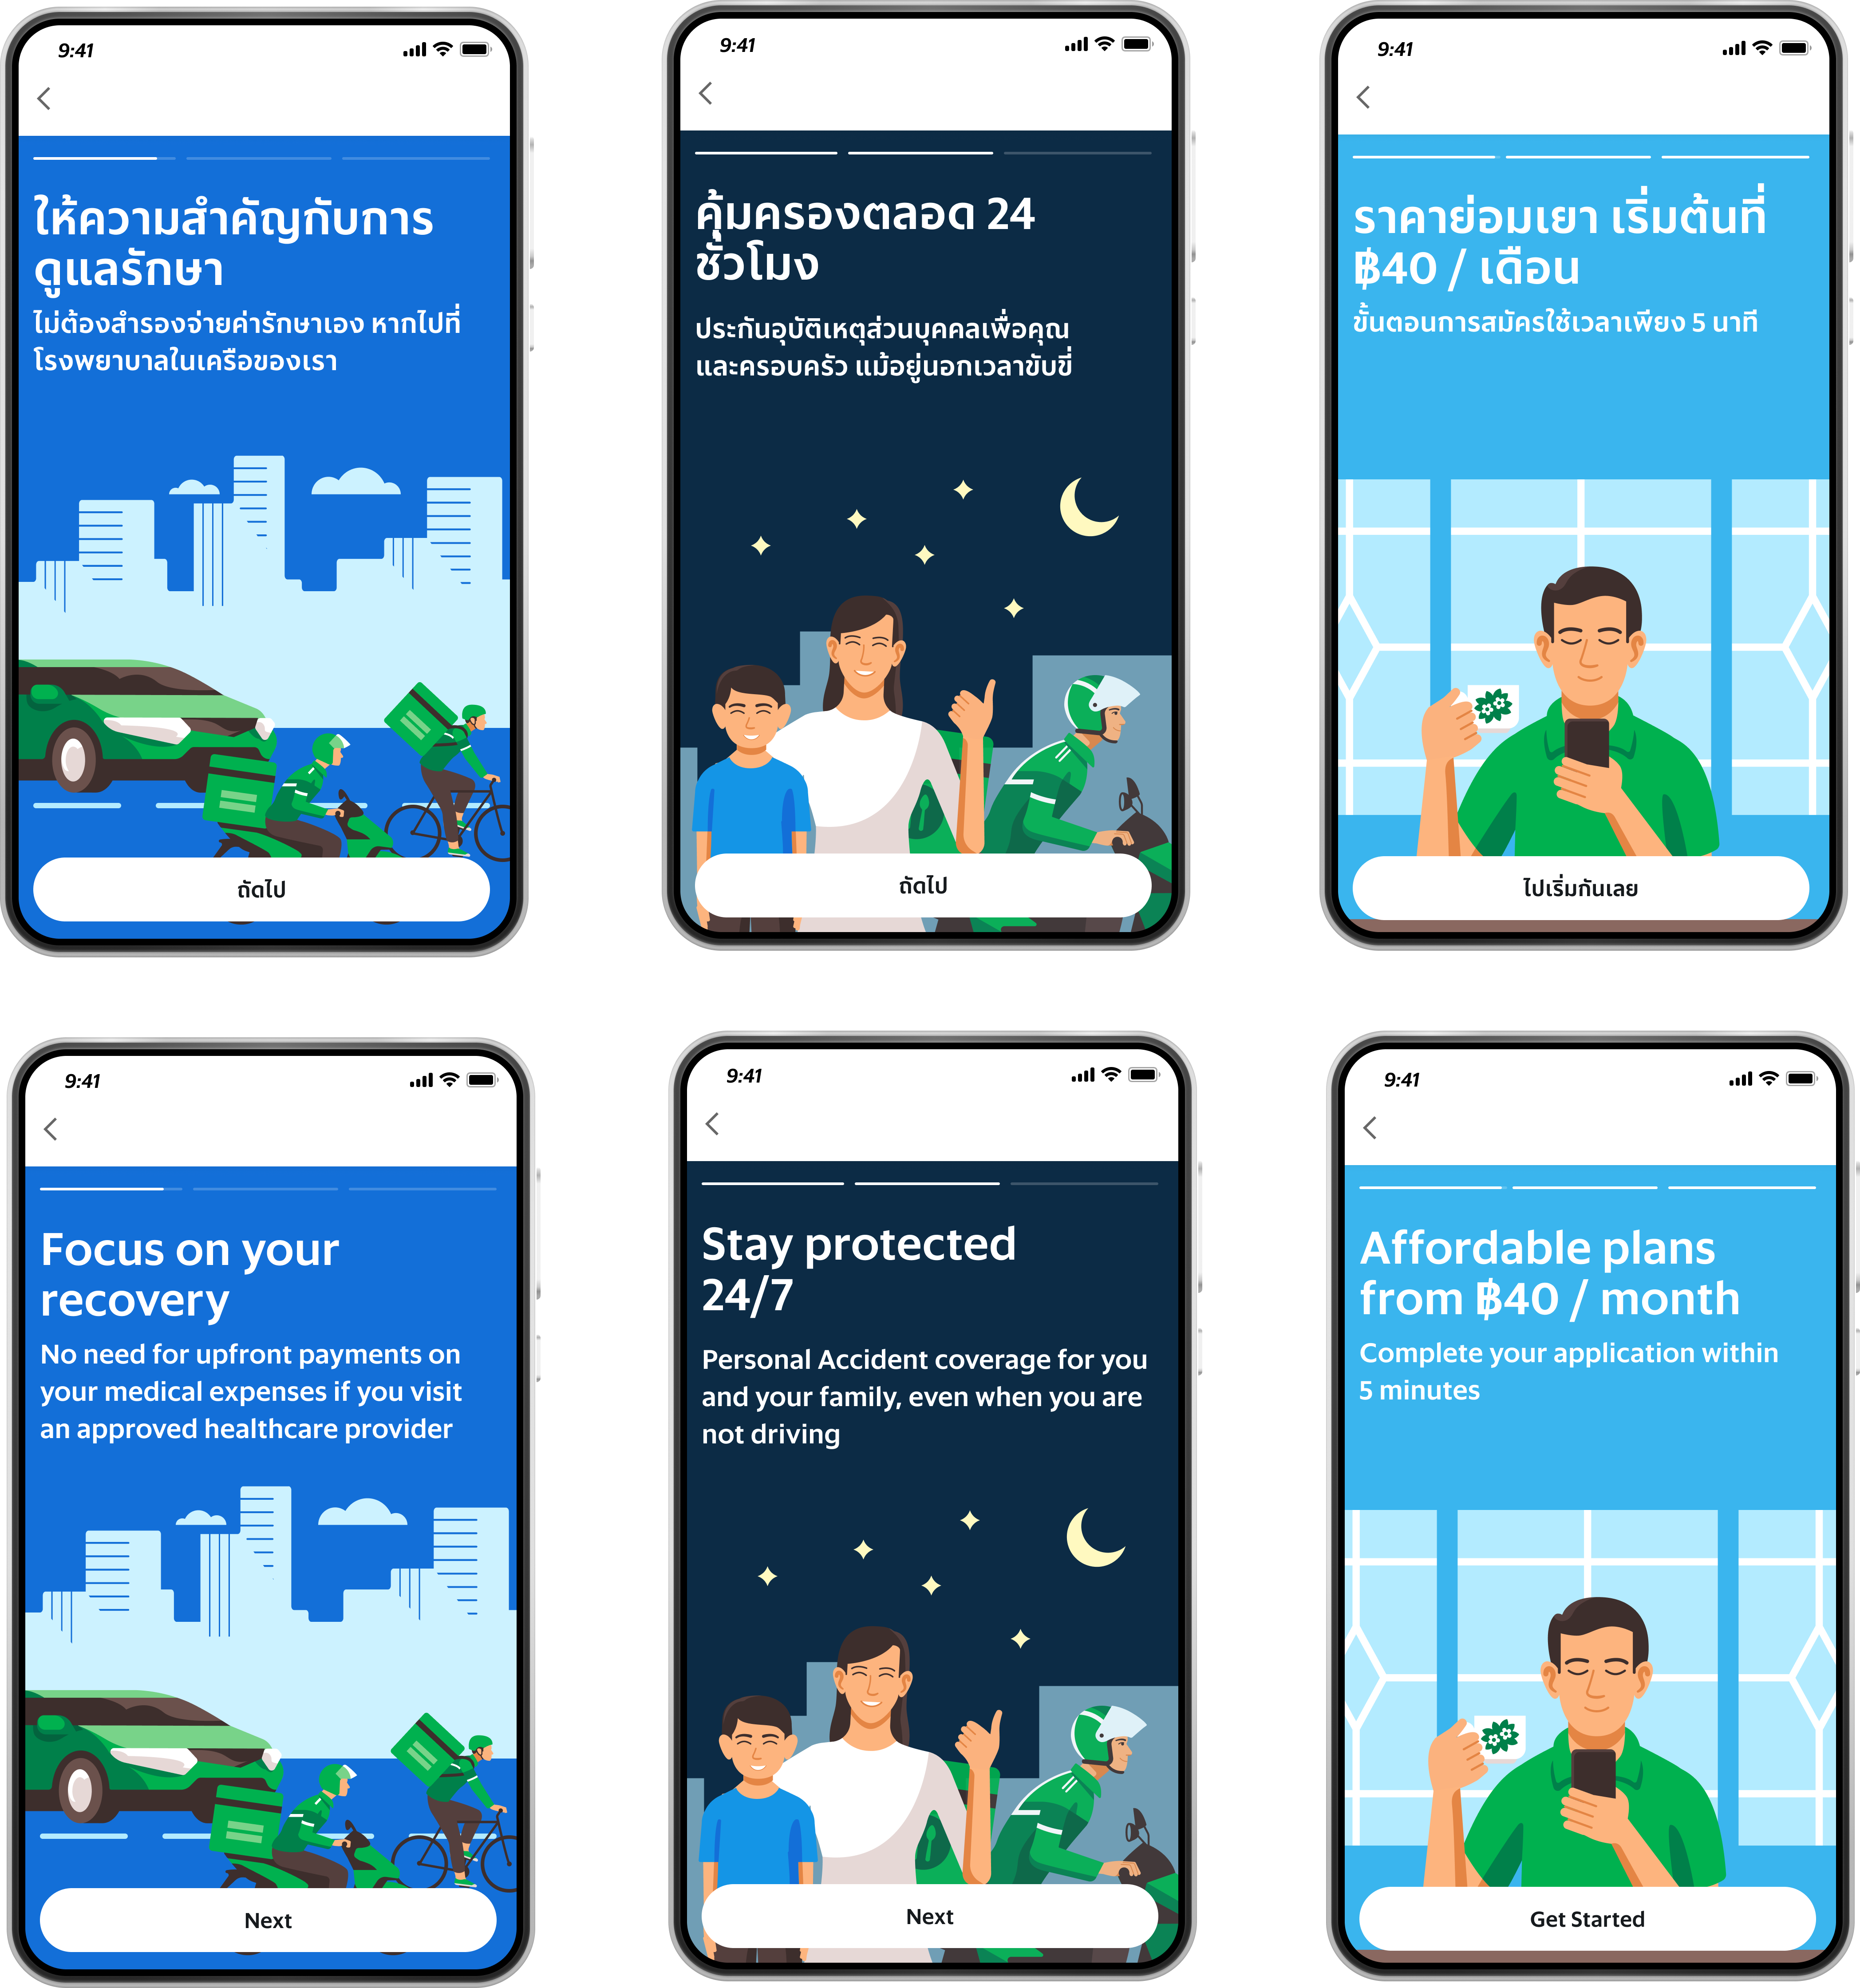 9:41
ให้ความสำคัญกับการ
ดูแลรักษา
ไม่ต้องสำรองจ่ายค่ารักษาเอง หากไปที่
โรงพยาบาลในเครือของเรา
ถัดไป
9:41
คุ้มครองตลอด 24
ชั่วโมง
ประกันอุบัติเหตุส่วนบุคคลเพื่อคุณ
และครอบครัว แม้อยู่นอกเวลาขับขี่
ถัดไป
9:41
ราคาย่อมเยา เริ่มต้นที่
฿40 / เดือน
ขั้นตอนการสมัครใช้เวลาเพียง 5 นาที
ไปเริ่มกันเลย
9:41
Focus on your
recovery
No need for upfront payments on
your medical expenses if you visit
an approved healthcare provider
Next
9:41
Stay protected
24/7
Personal Accident coverage for you
and your family, even when you are
not driving
Next
9:41
Affordable plans
from ฿40 / month
Complete your application within
5 minutes
Get Started